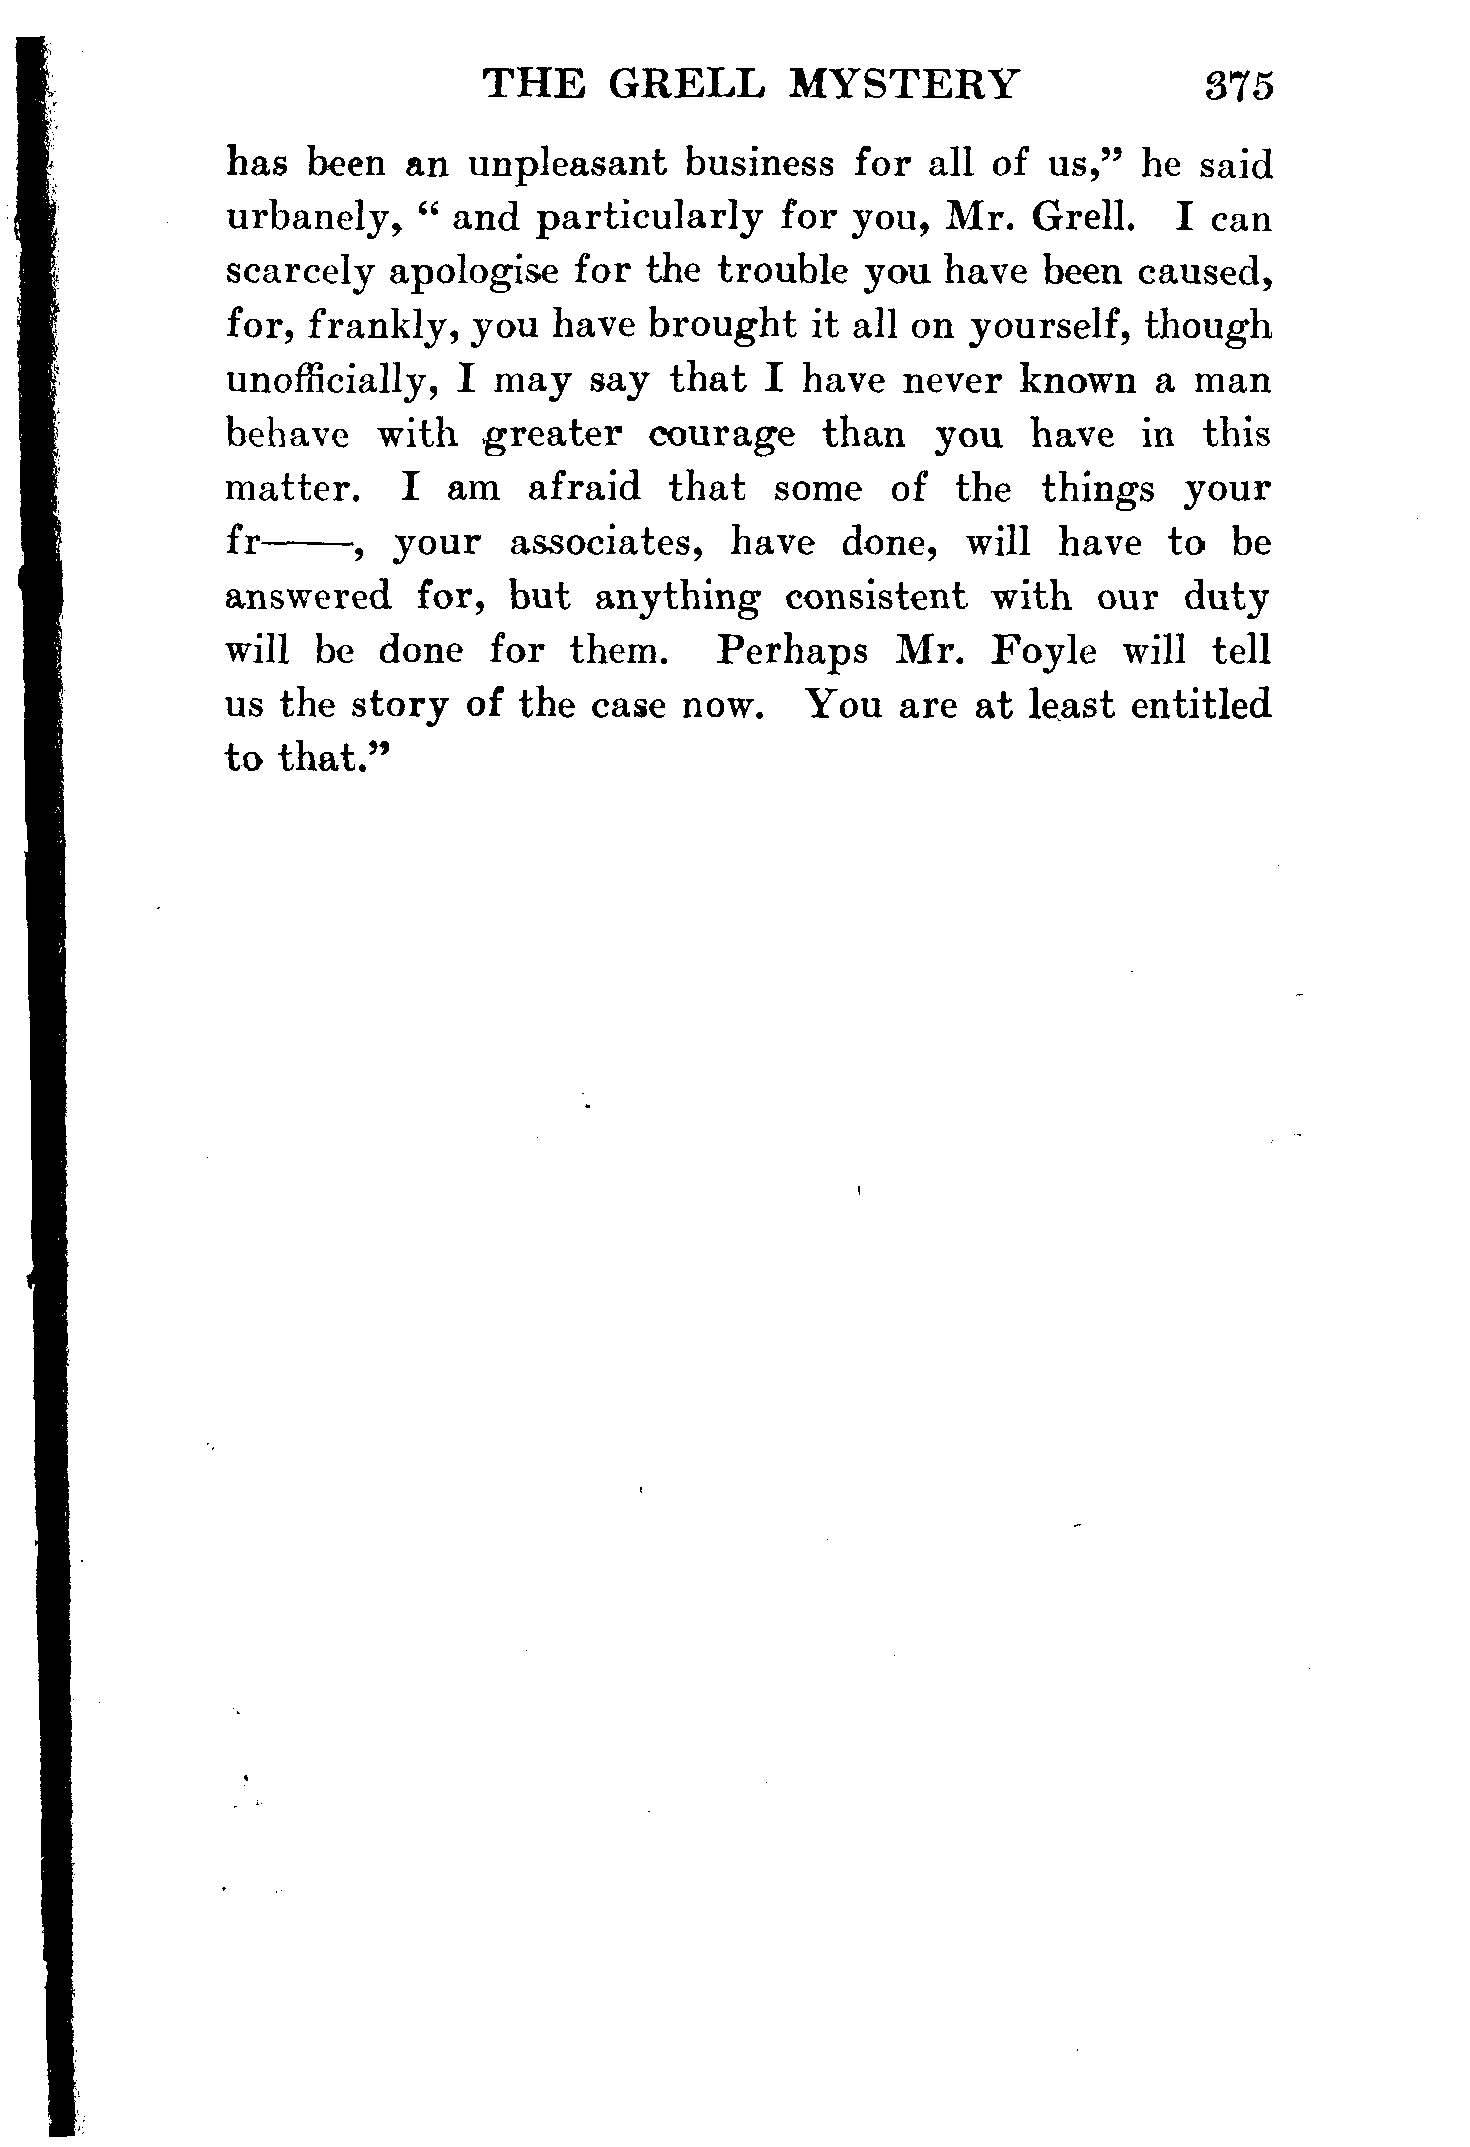 THE GRELL MYSTERY 375
has been an unpleasant business for all of us,” he said
urbanely, “ and particularly for you, Mr. Grell. I can
scarcely apologise for the trouble you have been caused,
for, frankly, you have brought it all on yourself, though
unofficially, I may say that I have never known a man
behave with greater courage than you have in this
matter. I am afraid that some of the things your
fr——, your associates, have done, will have to be
answered for, but anything consistent with our duty
will be done for them. Perhaps Mr. Foyle will tell
us the story of the case now. You are at least entitled
to that.”